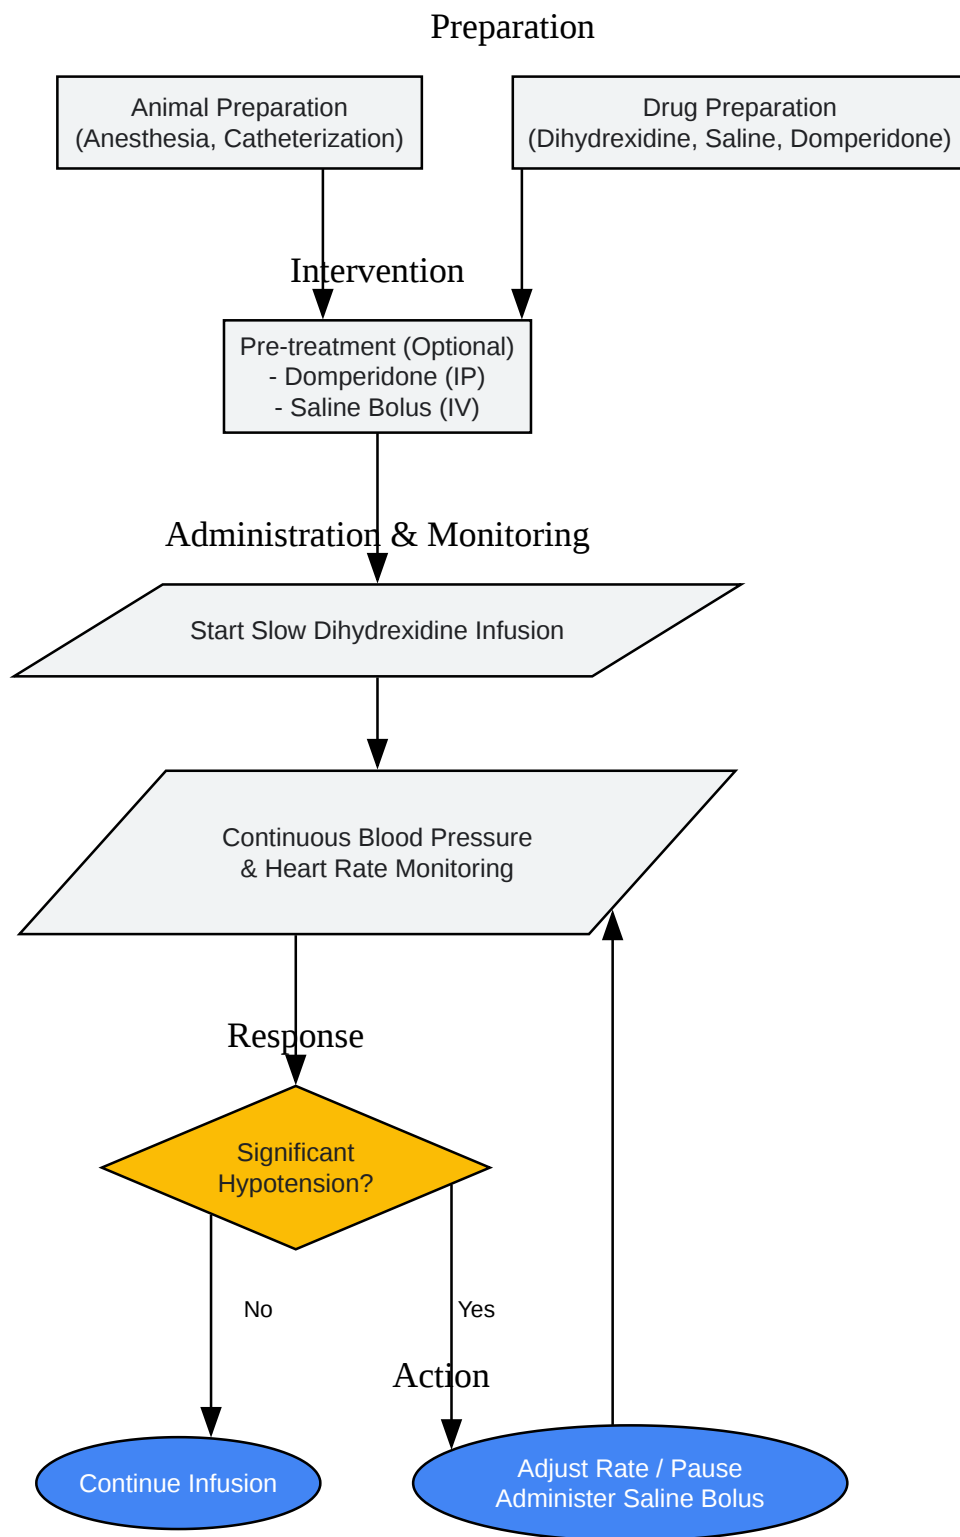 Preparation
Animal Preparation
(Anesthesia, Catheterization)
Drug Preparation
(Dihydrexidine, Saline, Domperidone)
Intervention
Pre-treatment (Optional)
- Domperidone (IP)
- Saline Bolus (IV)
Administration & Monitoring
Start Slow Dihydrexidine Infusion
Continuous Blood Pressure
& Heart Rate Monitoring
Response
Significant
Hypotension?
No
Yes
Action
Continue Infusion
Adjust Rate / Pause
Administer Saline Bolus